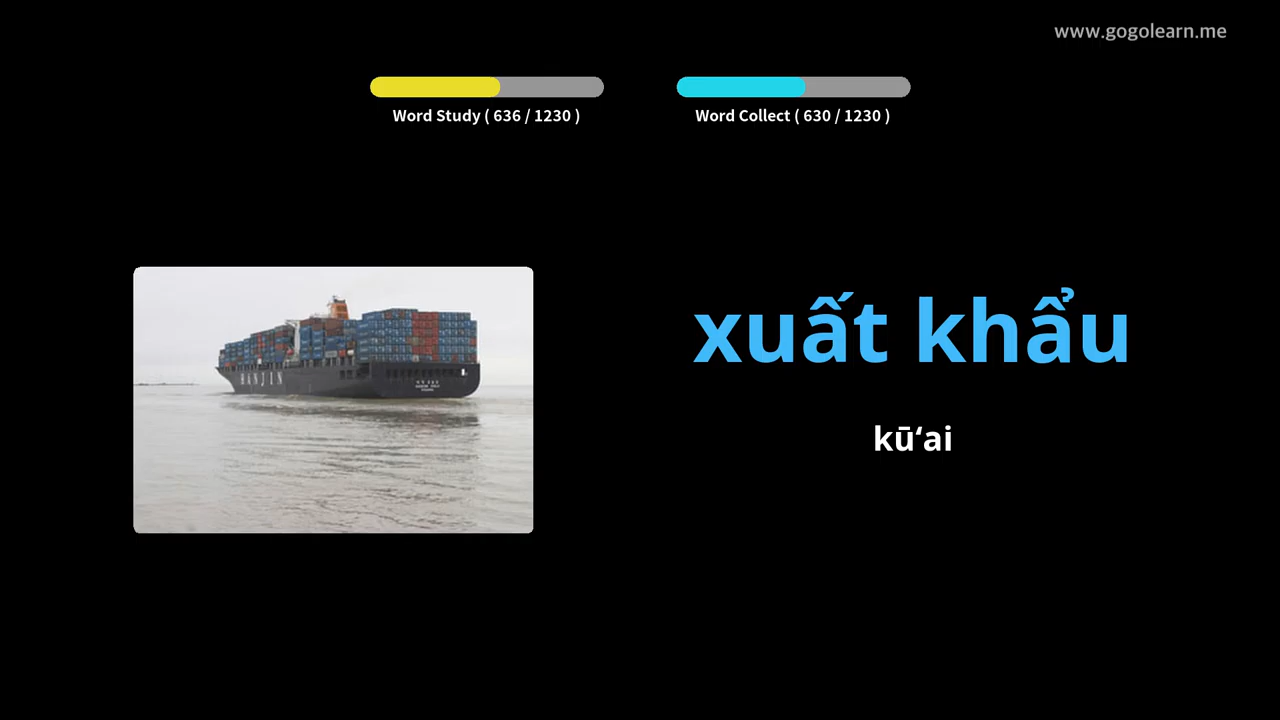 www.gogolearn.me
Word Study ( 636 / 1230 )
Word Collect ( 630 / 1230 )
xuất khẩu
kūʻai
HANJIN